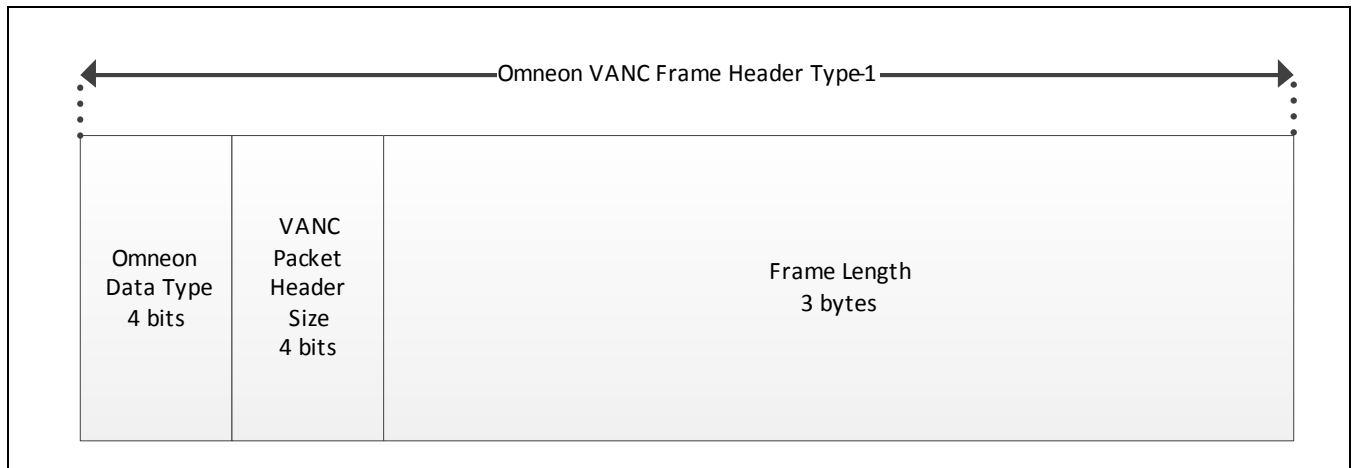 Omneon VANC Frame Header Type-1
Omneon
Data Type
4 bits
VANC
Packet
Header
Size
4 bits
Frame Length
3 bytes